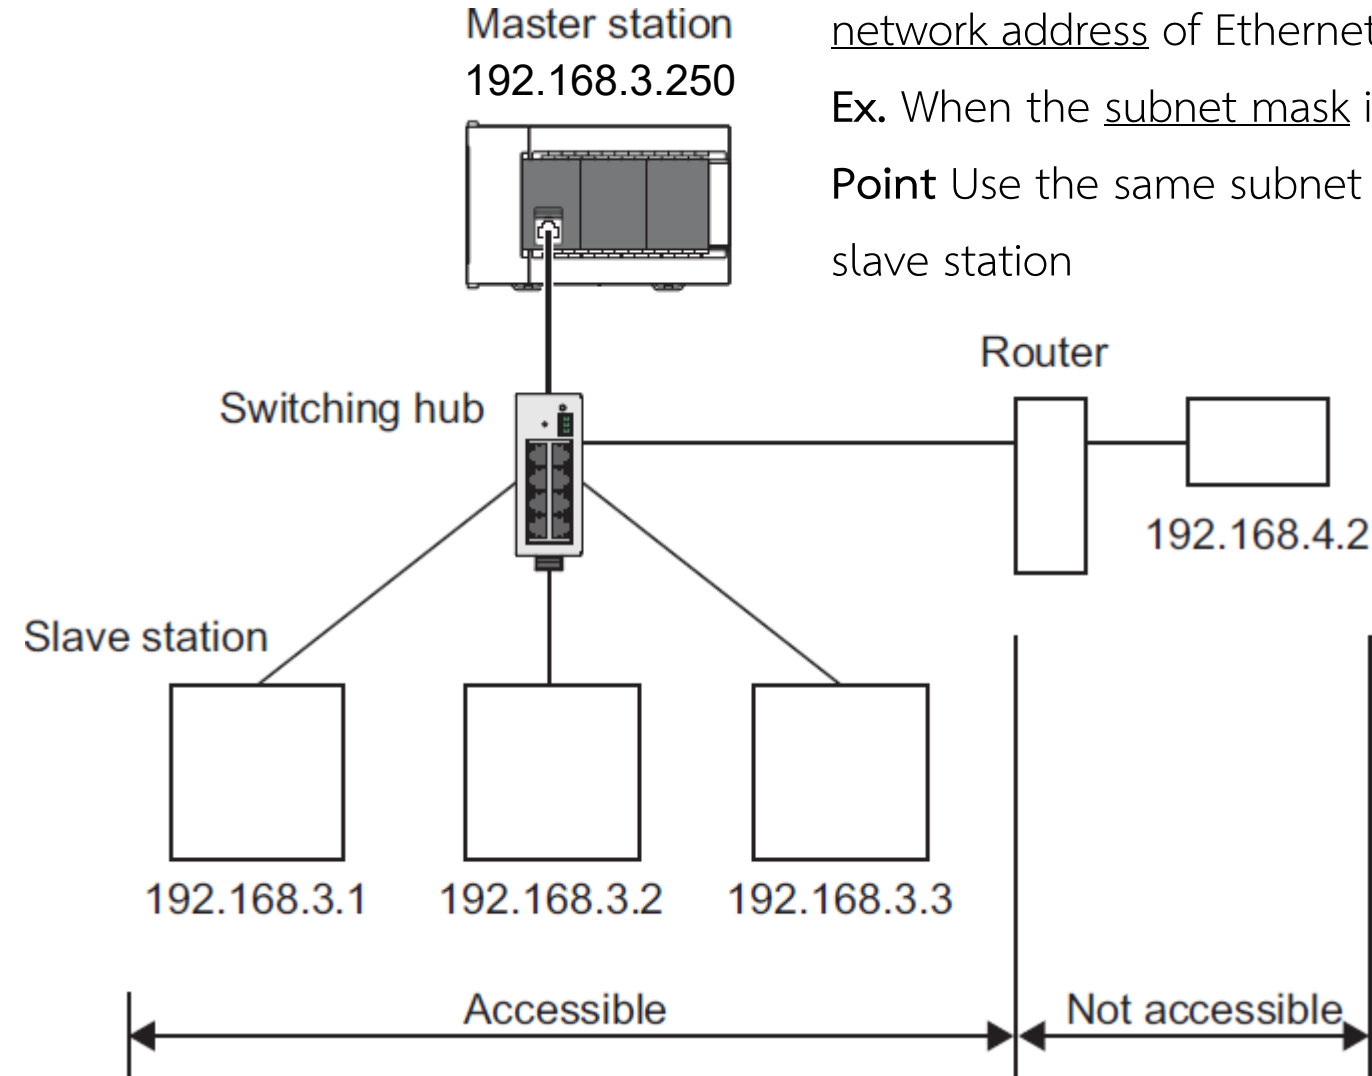 Master station
192.168.3.250
network address of Ethernet
Ex. When the subnet mask i
Point Use the same subnet
slave station
Router
Switching hub
192.168.4.2
Slave station
192.168.3.1
192.168.3.2
192.168.3.3
Accessible
Not accessible